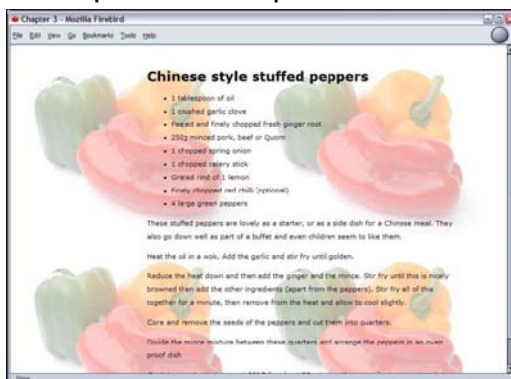 Chapter 3 - Mozilla Firebird
File Edit View Go Bookmarks Tools Help
Chinese style stuffed peppers
1 tablespoon of oil
1 crushed garlic clove
Peeled and finely chopped fresh ginger root
250g minced pork, beef or Quorn
1 chopped spring onion
1 chopped celery stick
Grated rind of 1 lemon
Finely chopped red chilli (optional)
4 large green peppers
These stuffed peppers are lovely as a starter, or as a side dish for a Chinese meal. They
also go down well as part of a buffet and even children seem to like them.
Heat the oil in a wok. Add the garlic and stir fry until golden.
Reduce the heat down and then add the ginger and the mince. Stir fry until this is nicely
browned then add the other ingredients (apart from the peppers). Stir fry all of this
together for a minute, then remove from the heat and allow to cool slightly.
Core and remove the seeds of the peppers and cut them into quarters.
Divide the mince mixture between these quarters and arrange the peppers in an oven
proof dish